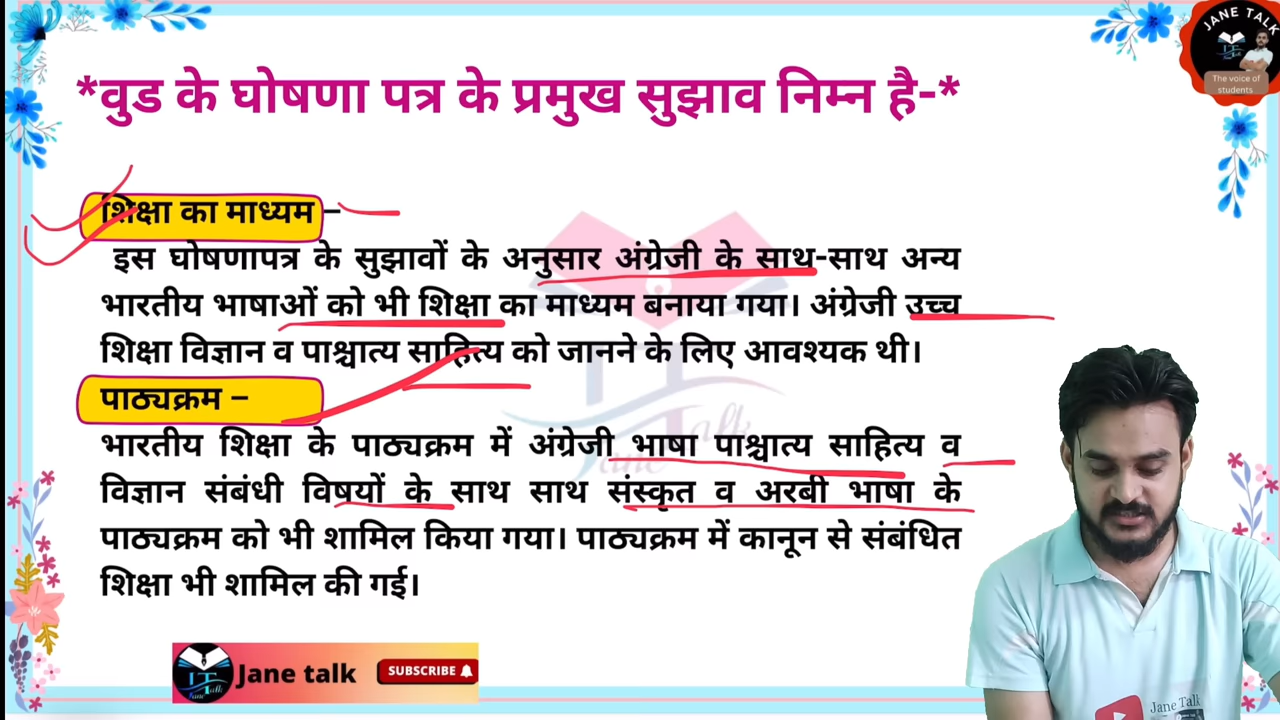 JANE TALK
The voice of
students
*वुड के घोषणा पत्र के प्रमुख सुझाव निम्न है-*
शिक्षा का माध्यम –
इस घोषणापत्र के सुझावों के अनुसार अंग्रेजी के साथ-साथ अन्य
भारतीय भाषाओं को भी शिक्षा का माध्यम बनाया गया। अंग्रेजी उच्च
शिक्षा विज्ञान व पाश्चात्य साहित्य को जानने के लिए आवश्यक थी।
पाठ्यक्रम –
भारतीय शिक्षा के पाठ्यक्रम में अंग्रेजी भाषा पाश्चात्य साहित्य व
विज्ञान संबंधी विषयों के साथ साथ संस्कृत व अरबी भाषा के
पाठ्यक्रम को भी शामिल किया गया। पाठ्यक्रम में कानून से संबंधित
शिक्षा भी शामिल की गई।
Jane talk
SUBSCRIBE
Jane Talk